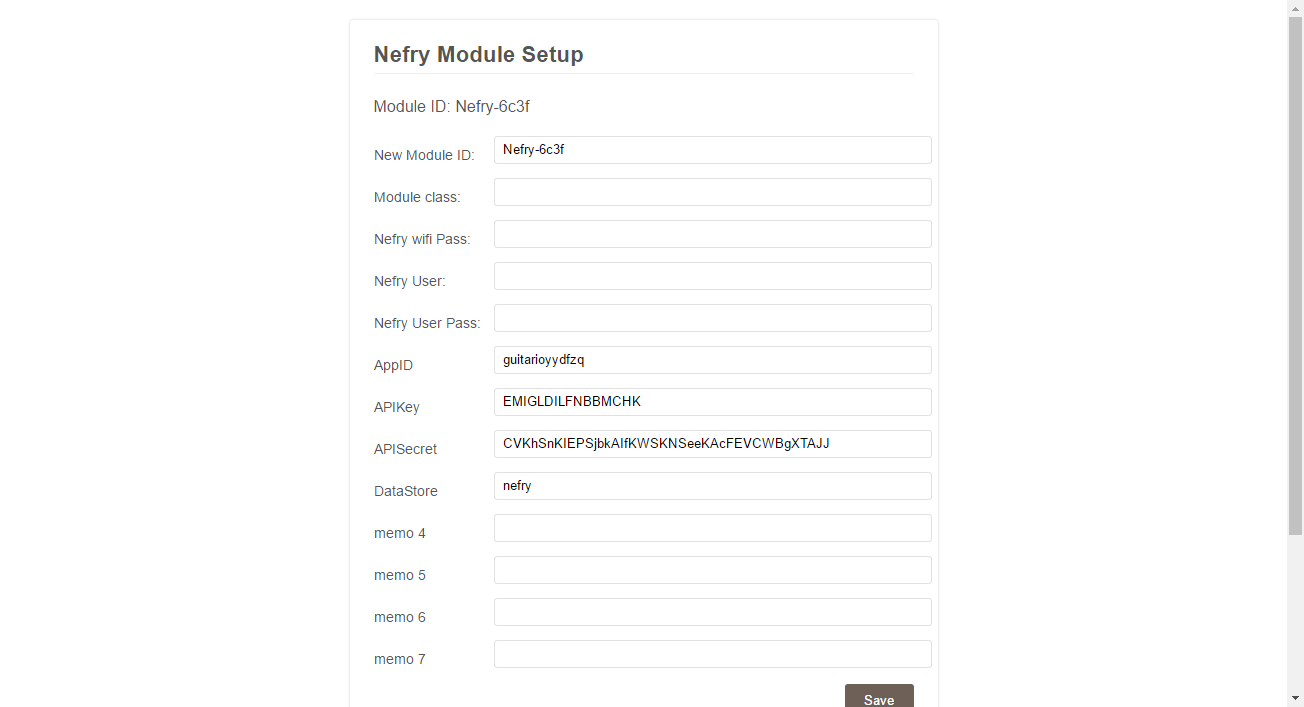 Nefry Module Setup
Module ID: Nefry-6c3f
New Module ID: Nefry-6c3f
Module class:
Nefry wifi Pass:
Nefry User:
Nefry User Pass:
AppID guitarioyydfzq
APIKey EMIGLDILFNBBMCHK
APISecret CVKhSnKIEPSjbkAIfKWSKNSeeKAcFEVCWBgXTAJJ
DataStore nefry
memo 4
memo 5
memo 6
memo 7
Save